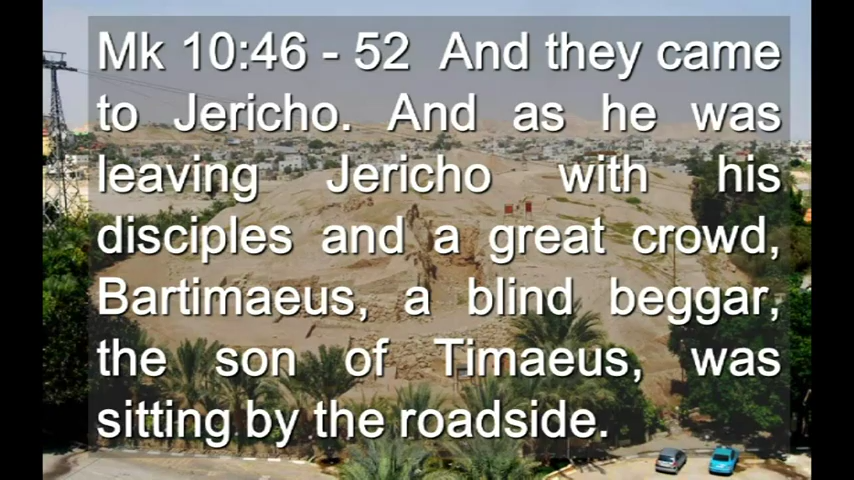 Mk 10:46 - 52 And they came
to Jericho. And as he was
leaving Jericho with his
disciples and a great crowd,
Bartimaeus, a blind beggar,
the son of Timaeus, was
sitting by the roadside.